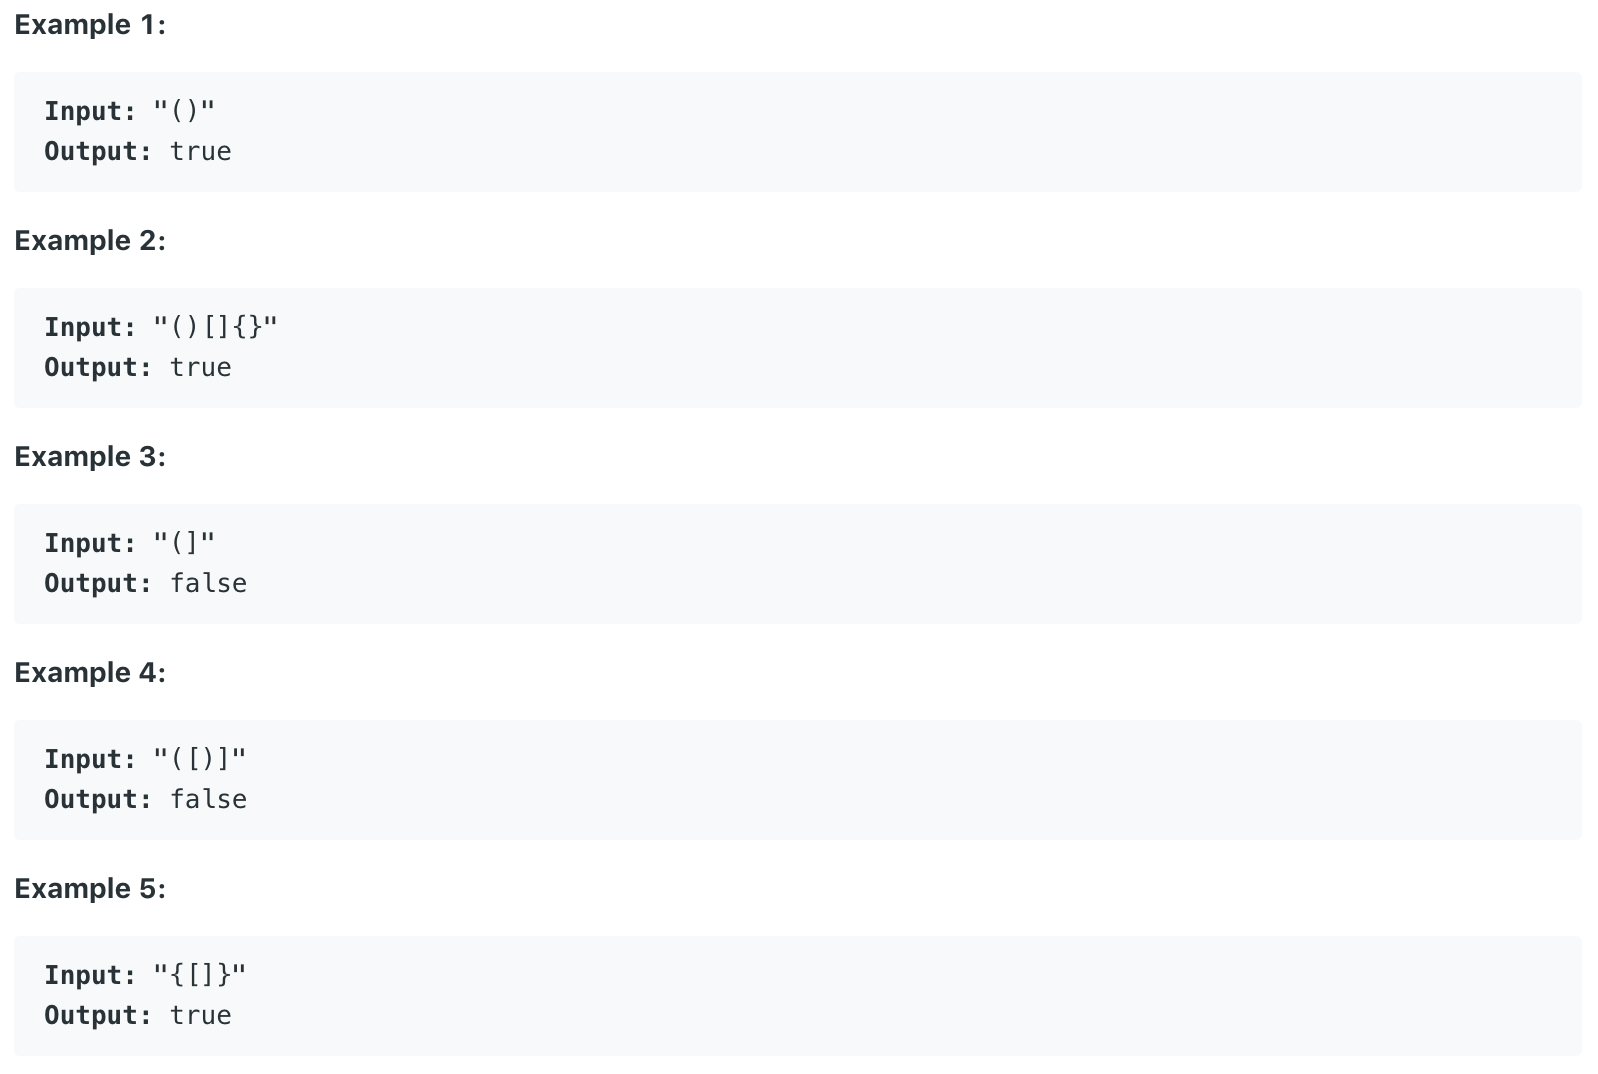 Example 1:
Input: "()"
Output: true
Example 2:
Input: "()[]{}"
Output: true
Example 3:
Input: "(]"
Output: false
Example 4:
Input: "([)]"
Output: false
Example 5:
Input: "{[]}"
Output: true